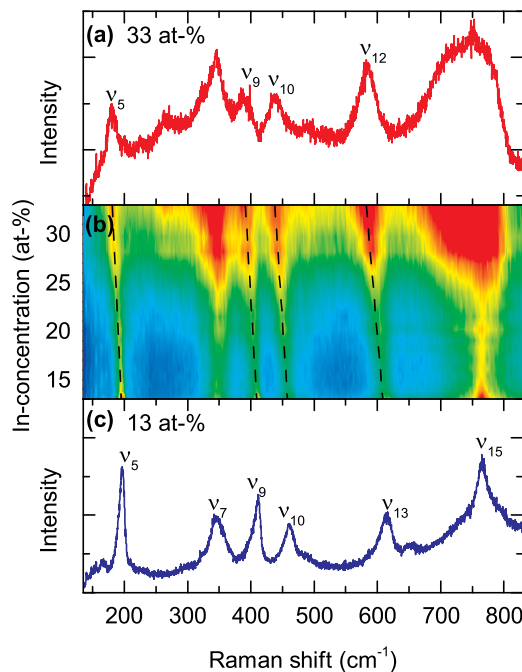 (a) 33 at-%
Intensity
ν5
ν9
ν10
ν12
(b)
In-concentration (at-%)
30
25
20
15
(c) 13 at-%
Intensity
ν5
ν7
ν9
ν10
ν13
ν15
200 300 400 500 600 700 800
Raman shift (cm-1)